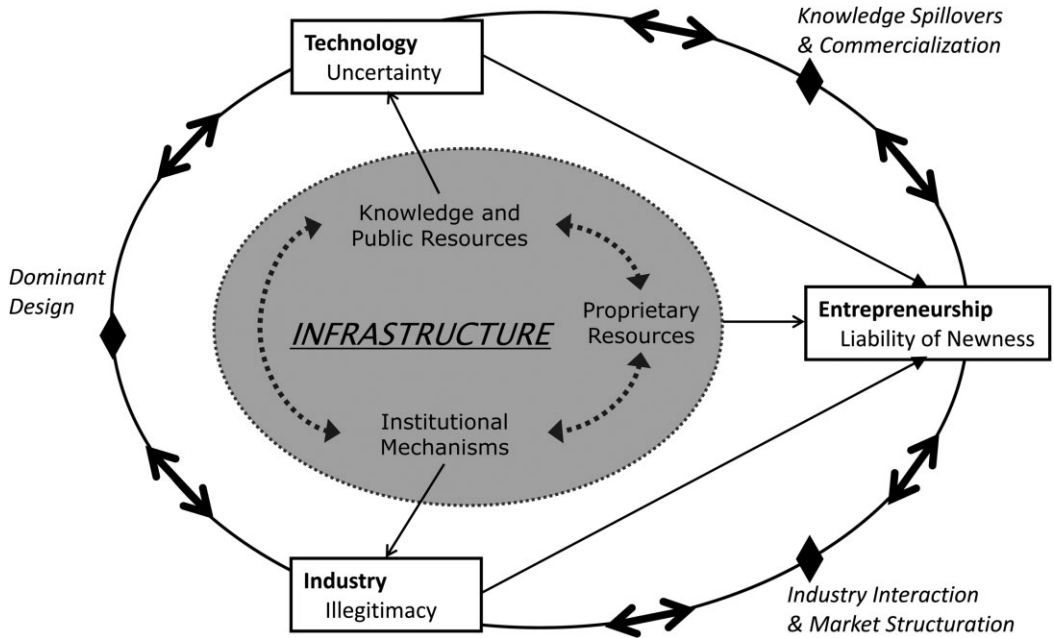 Knowledge Spillovers
& Commercialization
Technology
Uncertainty
Knowledge and
Public Resources
Dominant
Design
INFRASTRUCTURE
Proprietary
Resources
Entrepreneurship
Liability of Newness
Institutional
Mechanisms
Industry
Illegitimacy
Industry Interaction
& Market Structuration